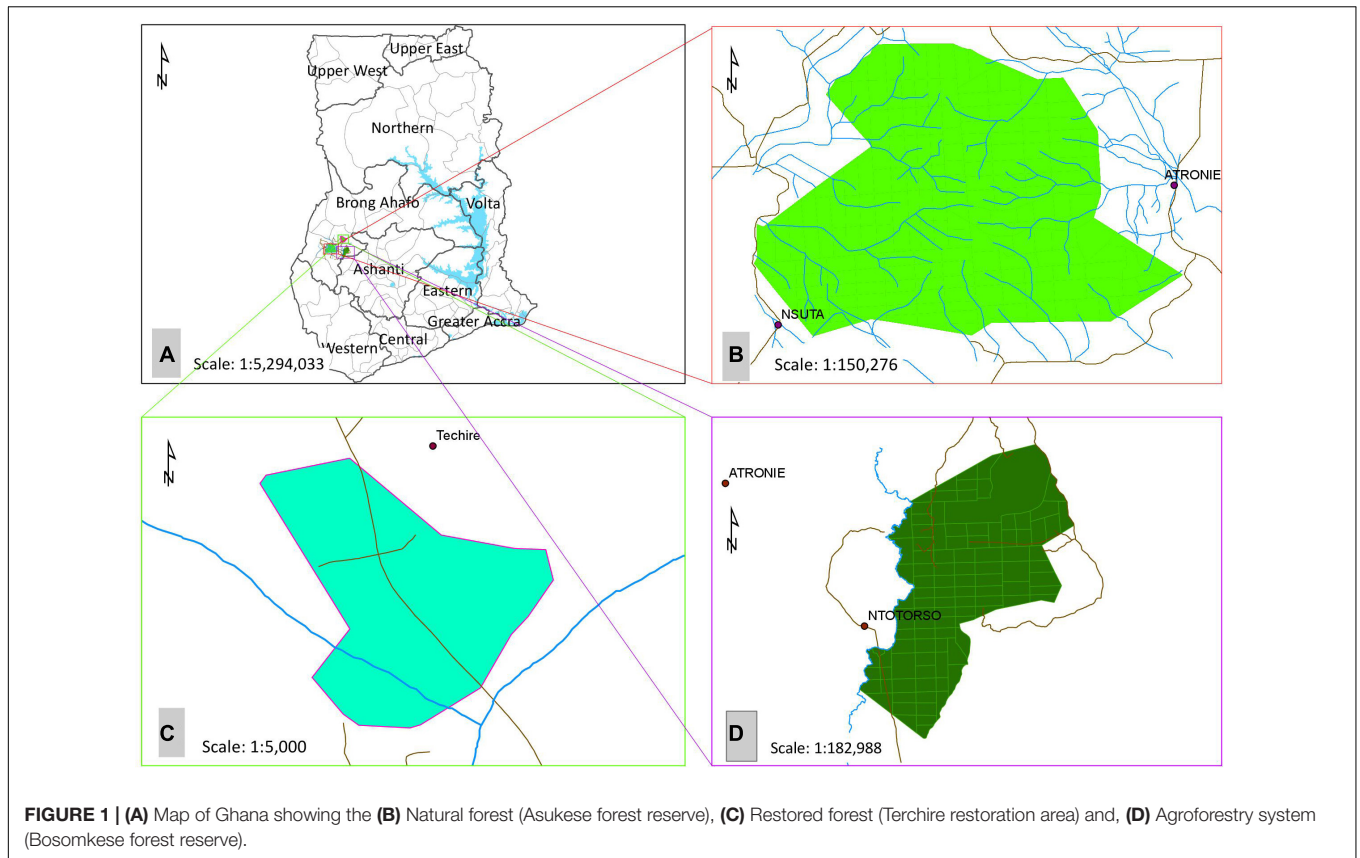 N
Upper East
Upper West
Northern
Brong Ahafo
Volta
Ashanti
Eastern
Greater Accra
Central
Western
A
Scale: 1:5,294,033
N
ATRONIE
NSUTA
B
Scale: 1:150,276
N
Techire
C
Scale: 1:5,000
ATRONIE
N
NTOTORSO
D
Scale: 1:182,988
FIGURE 1 | (A) Map of Ghana showing the (B) Natural forest (Asukese forest reserve), (C) Restored forest (Terchire restoration area) and, (D) Agroforestry system
(Bosomkese forest reserve).